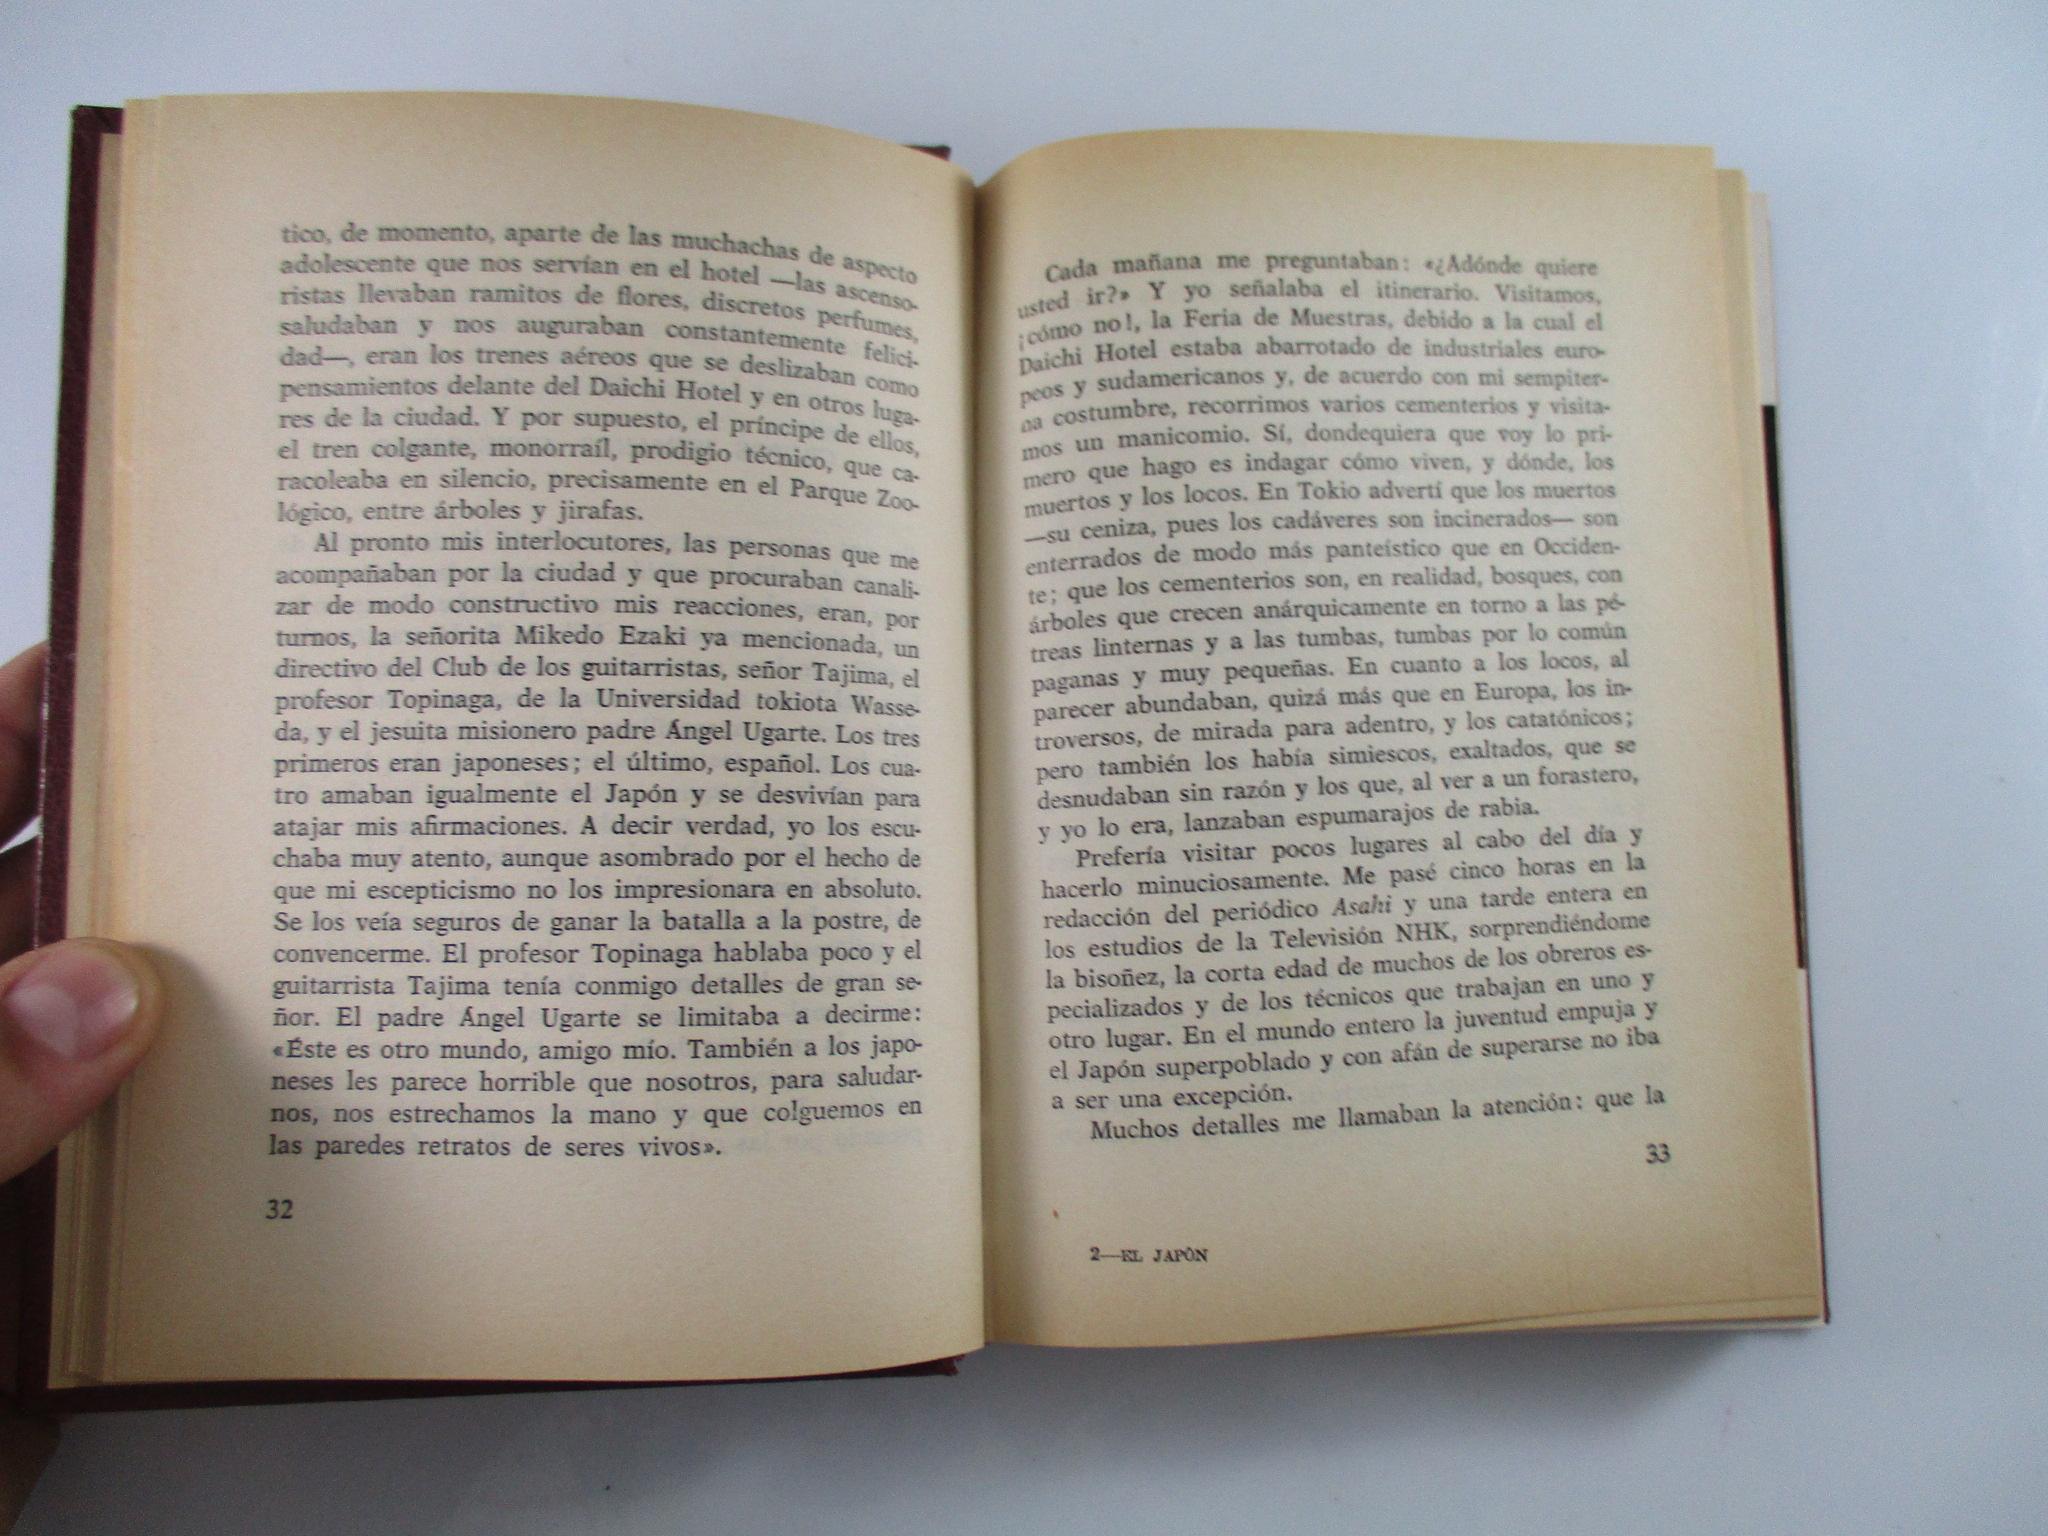 tico, de momento, aparte de las muchachas de aspecto
adolescente que nos servían en el hotel —las ascenso-
ristas llevaban ramitos de flores, discretos perfumes,
saludaban y nos auguraban constantemente felici-
dad—, eran los trenes aéreos que se deslizaban como
pensamientos delante del Daichi Hotel y en otros luga-
res de la ciudad. Y por supuesto, el príncipe de ellos,
el tren colgante, monorraíl, prodigio técnico, que ca-
racoleaba en silencio, precisamente en el Parque Zoo-
lógico, entre árboles y jirafas.
Al pronto mis interlocutores, las personas que me
acompañaban por la ciudad y que procuraban canali-
zar de modo constructivo mis reacciones, eran, por
turnos, la señorita Mikedo Ezaki ya mencionada, un
directivo del Club de los guitarristas, señor Tajima, el
profesor Topinaga, de la Universidad tokiota Wasse-
da, y el jesuita misionero padre Ángel Ugarte. Los tres
primeros eran japoneses; el último, español. Los cua-
tro amaban igualmente el Japón y se desvivían para
atajar mis afirmaciones. A decir verdad, yo los escu-
chaba muy atento, aunque asombrado por el hecho de
que mi escepticismo no los impresionara en absoluto.
Se los veía seguros de ganar la batalla a la postre, de
convencerme. El profesor Topinaga hablaba poco y el
guitarrista Tajima tenía conmigo detalles de gran se-
ñor. El padre Ángel Ugarte se limitaba a decirme:
«Éste es otro mundo, amigo mío. También a los japo-
neses les parece horrible que nosotros, para saludar-
nos, nos estrechamos la mano y que colguemos en
las paredes retratos de seres vivos».
32
Cada mañana me preguntaban: «¿Adónde quiere
usted ir?» Y yo señalaba el itinerario. Visitamos,
¡cómo no!, la Feria de Muestras, debido a la cual el
Daichi Hotel estaba abarrotado de industriales euro-
peos y sudamericanos y, de acuerdo con mi sempiter-
na costumbre, recorrimos varios cementerios y visita-
mos un manicomio. Sí, dondequiera que voy lo pri-
mero que hago es indagar cómo viven, y dónde, los
muertos y los locos. En Tokio advertí que los muertos
—su ceniza, pues los cadáveres son incinerados— son
enterrados de modo más panteístico que en Occiden-
te; que los cementerios son, en realidad, bosques, con
árboles que crecen anárquicamente en torno a las pé-
treas linternas y a las tumbas, tumbas por lo común
paganas y muy pequeñas. En cuanto a los locos, al
parecer abundaban, quizá más que en Europa, los in-
troversos, de mirada para adentro, y los catatónicos;
pero también los había simiescos, exaltados, que se
desnudaban sin razón y los que, al ver a un forastero,
y yo lo era, lanzaban espumarajos de rabia.
Prefería visitar pocos lugares al cabo del día y
hacerlo minuciosamente. Me pasé cinco horas en la
redacción del periódico Asahi y una tarde entera en
los estudios de la Televisión NHK, sorprendiéndome
la bisoñez, la corta edad de muchos de los obreros es-
pecializados y de los técnicos que trabajan en uno y
otro lugar. En el mundo entero la juventud empuja y
el Japón superpoblado y con afán de superarse no iba
a ser una excepción.
Muchos detalles me llamaban la atención: que la
33
2—EL JAPÓN